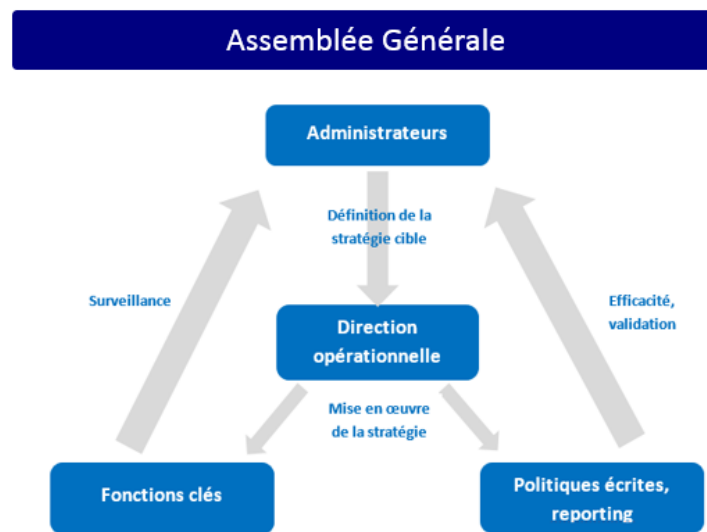 Assemblée Générale
Administrateurs
Définition de la
stratégie cible
Surveillance
Efficacité,
validation
Direction
opérationnelle
Mise en œuvre
de la stratégie
Fonctions clés
Politiques écrites,
reporting